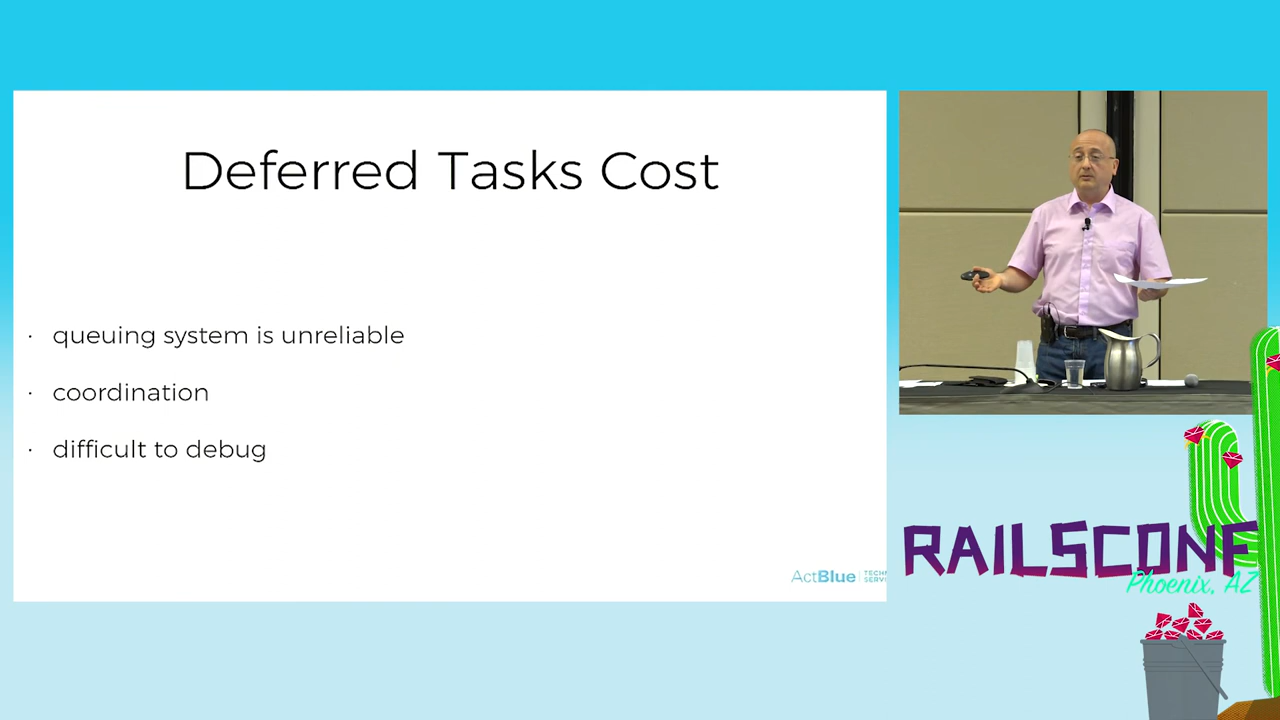 Deferred Tasks Cost
· queuing system is unreliable
· coordination
· difficult to debug
ActBlue
RAILSCONF
Phoenix, AZ